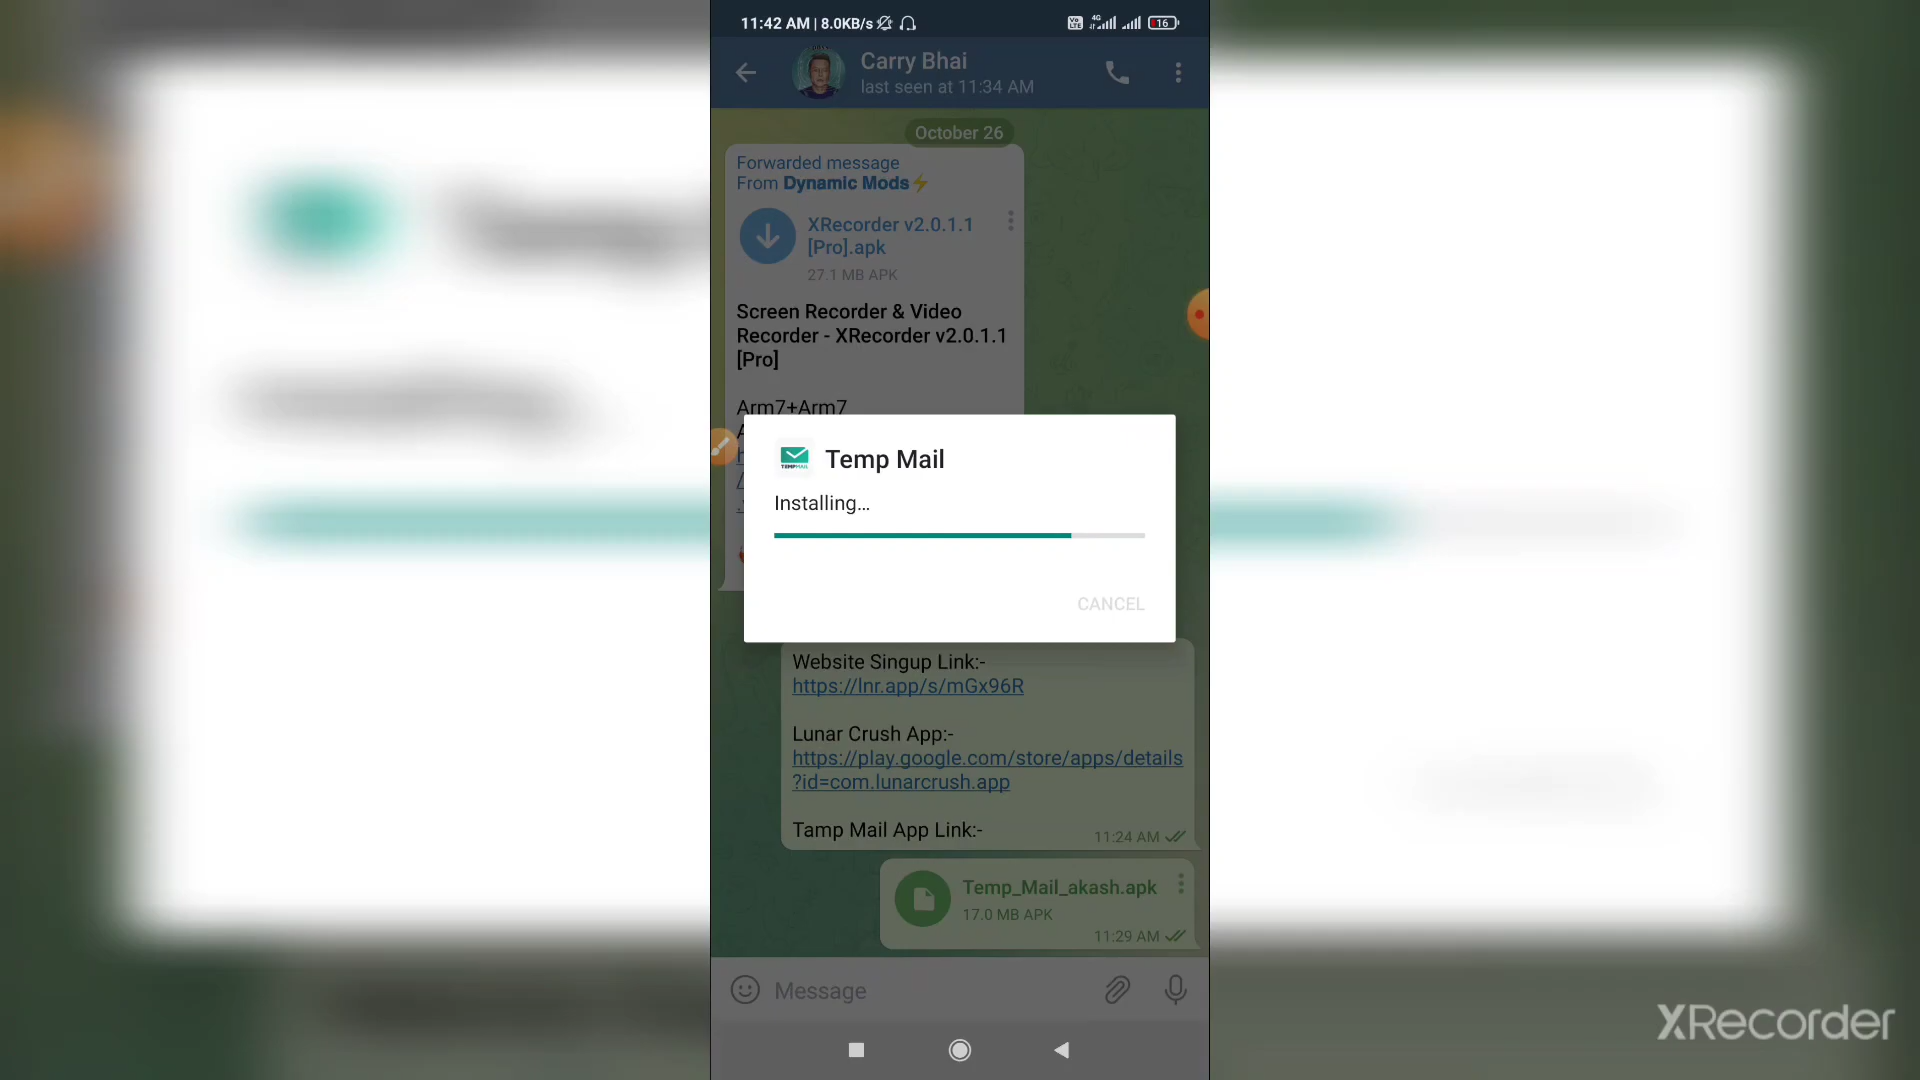 11:42 AM | 8.0KB/s
Vo LTE 4G 16
Carry Bhai
last seen at 11:34 AM
October 26
Forwarded message
From Dynamic Mods⚡
XRecorder v2.0.1.1
[Pro].apk
27.1 MB APK
Screen Recorder & Video
Recorder - XRecorder v2.0.1.1
[Pro]
Arm7+Arm7
Temp Mail
TEMPMAIL
Installing...
CANCEL
Website Singup Link:-
https://lnr.app/s/mGx96R
Lunar Crush App:-
https://play.google.com/store/apps/details
?id=com.lunarcrush.app
Tamp Mail App Link:-
11:24 AM
Temp_Mail_akash.apk
17.0 MB APK
11:29 AM
Message
XRecorder